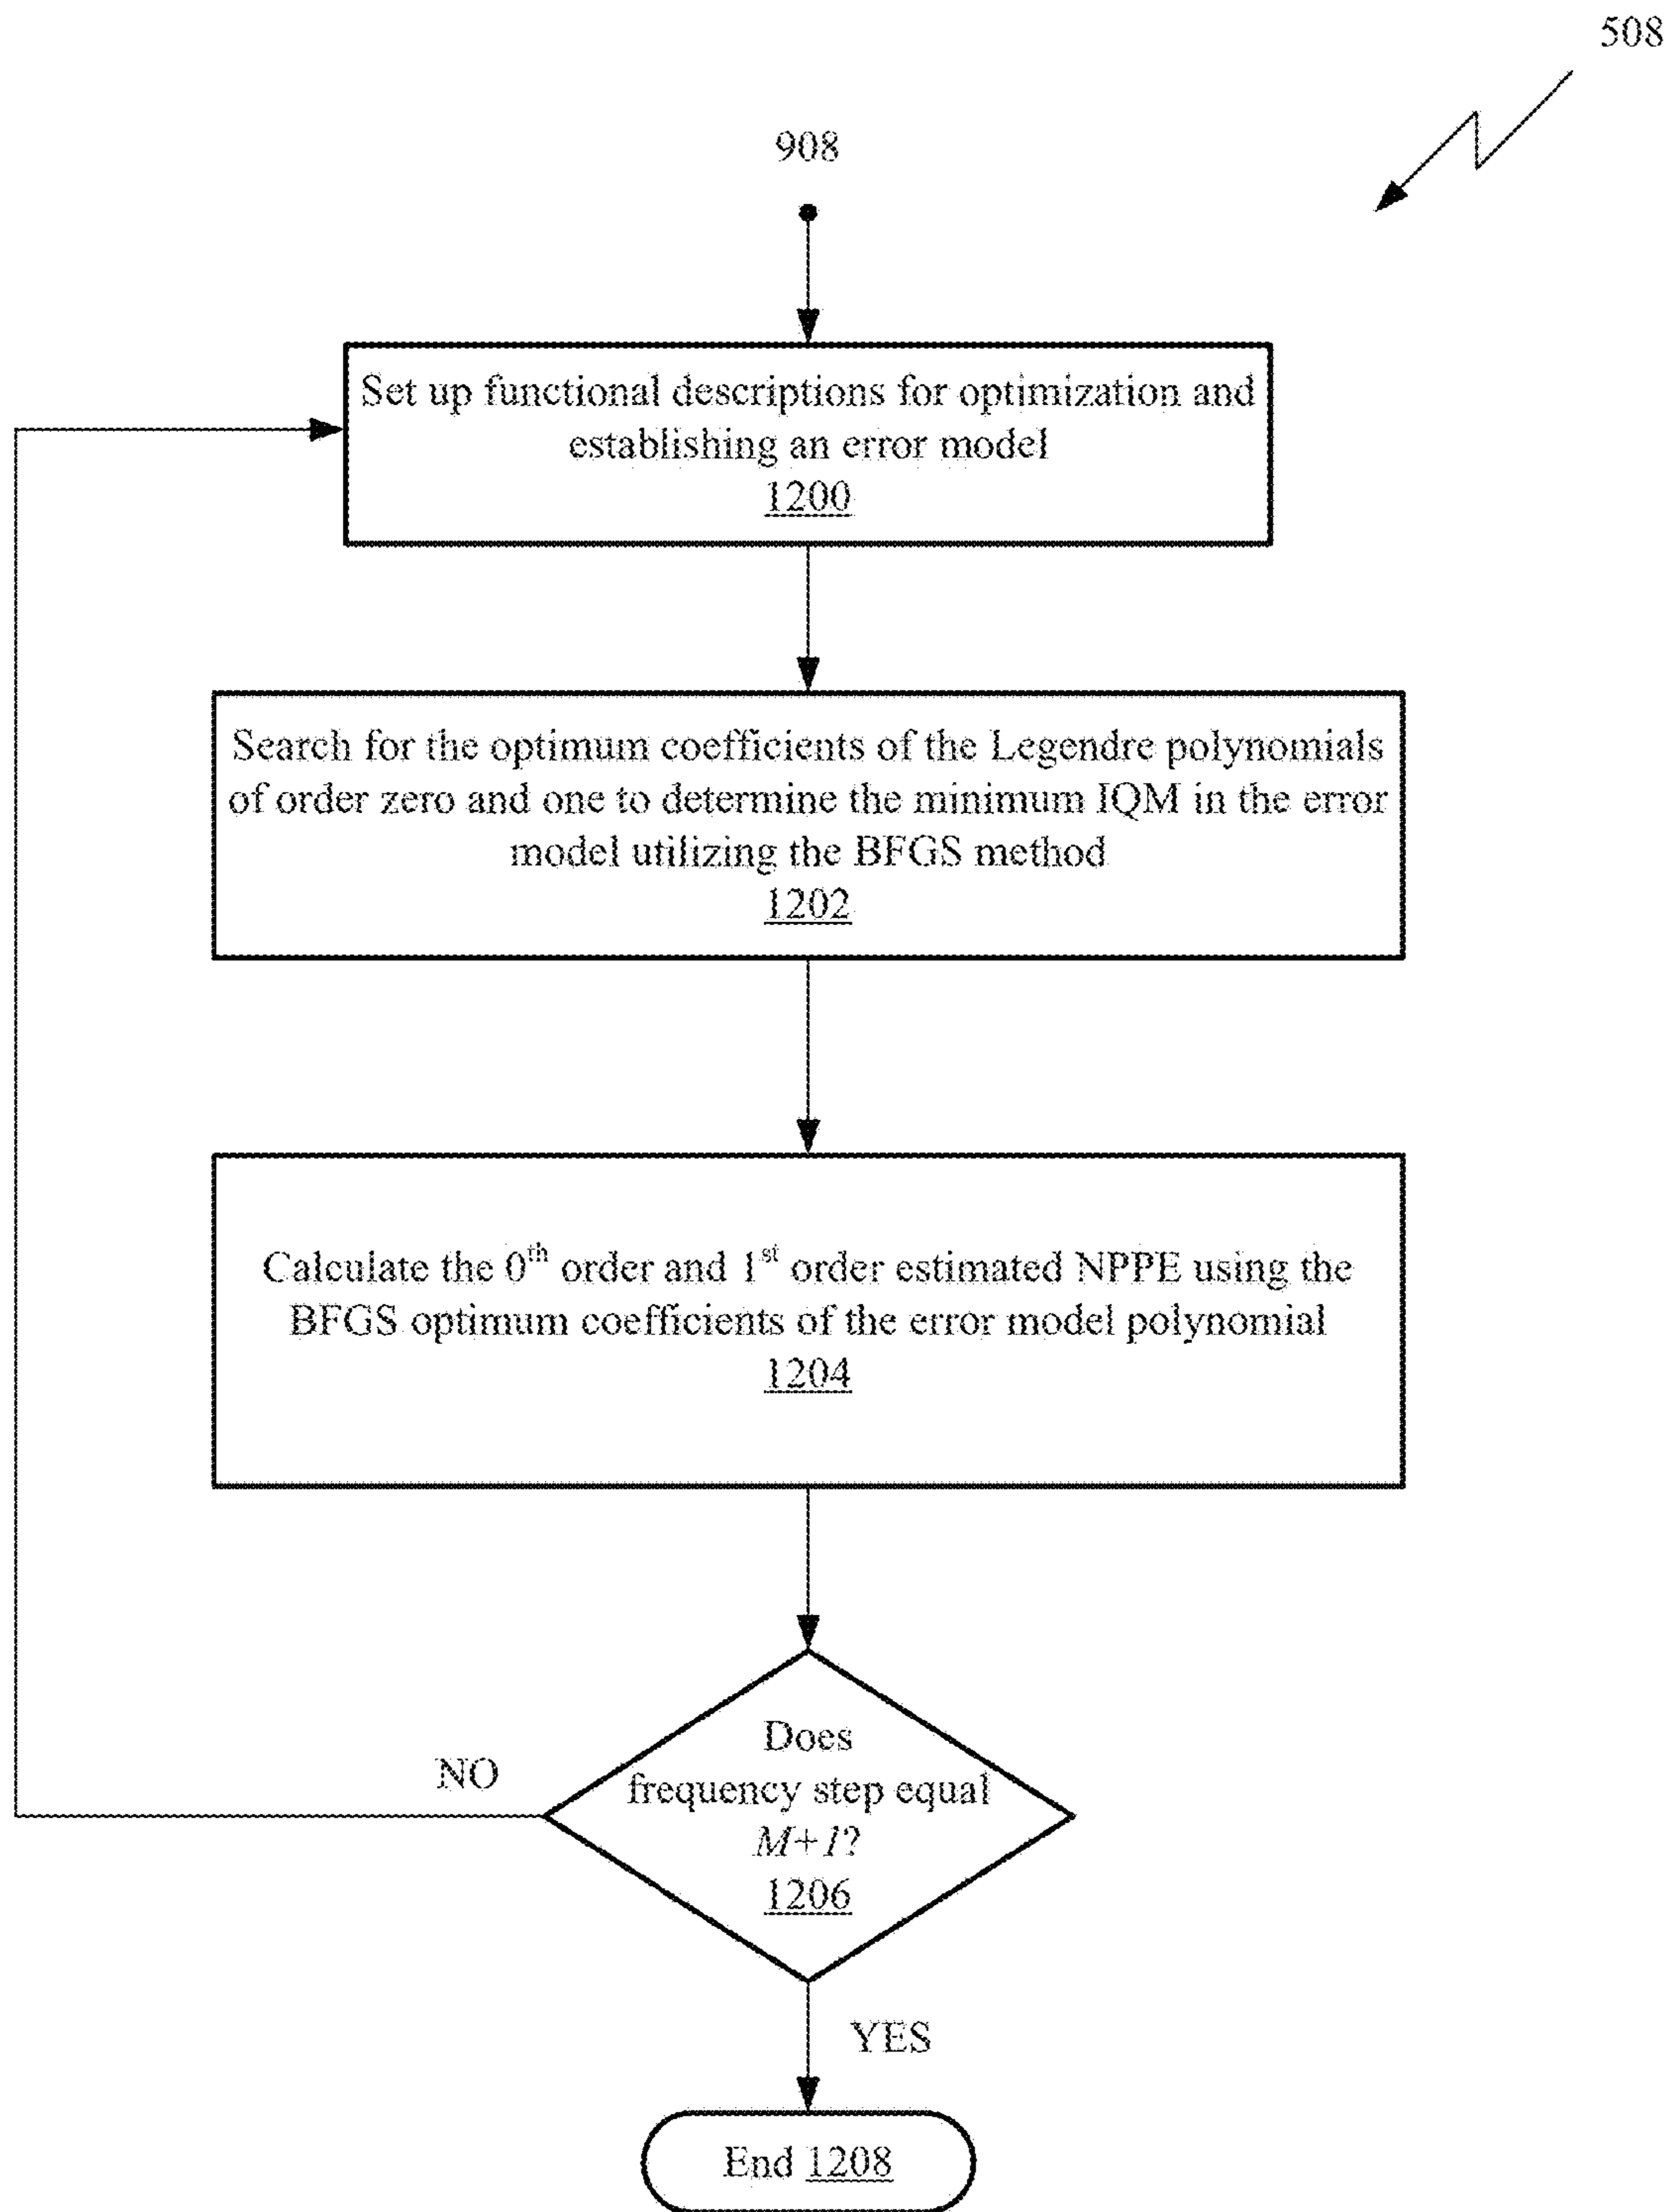 508
908
Set up functional descriptions for optimization and
establishing an error model
1200
Search for the optimum coefficients of the Legendre polynomials
of order zero and one to determine the minimum IQM in the error
model utilizing the BFGS method
1202
Calculate the 0th order and 1st order estimated NPPE using the
BFGS optimum coefficients of the error model polynomial
1204
Does
frequency step equal
M+1?
1206
NO
YES
End 1208